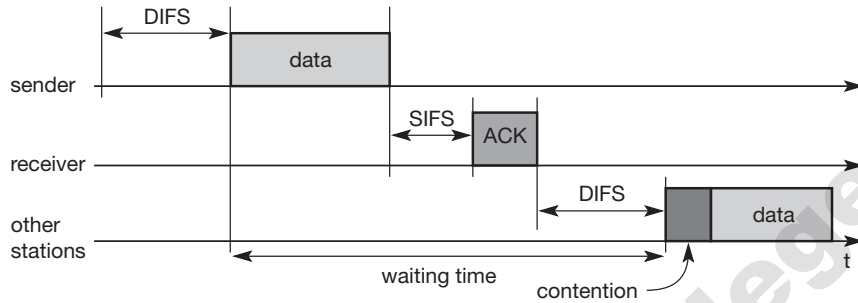 DIFS
data
sender
SIFS
ACK
receiver
DIFS
data
other
stations
t
waiting time
contention